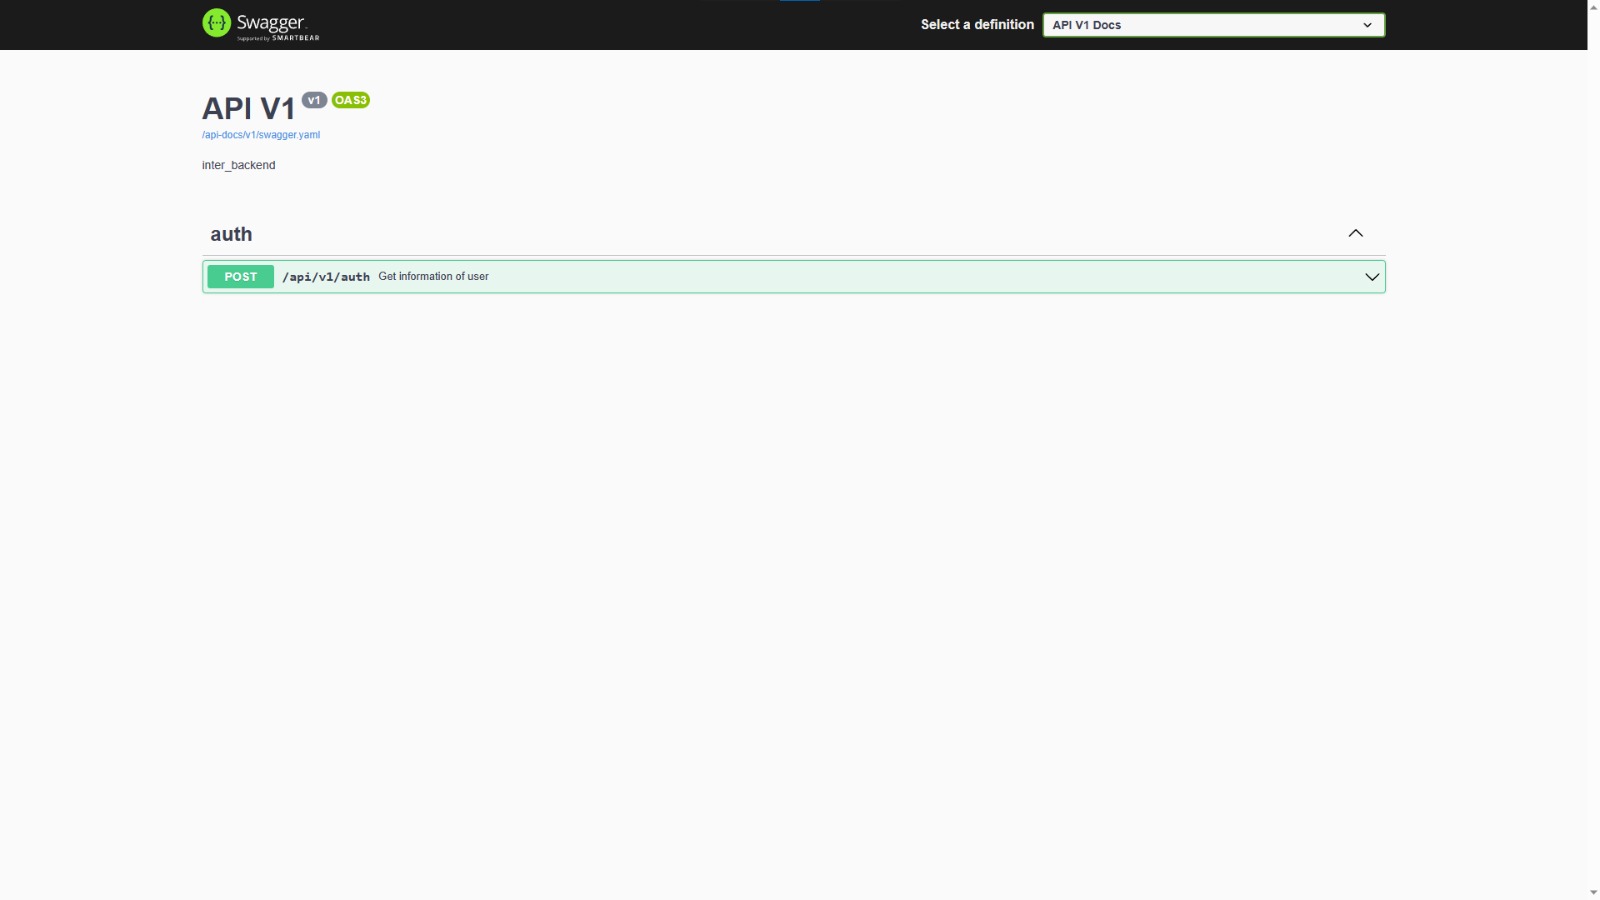 Swagger.
Supported by SMARTBEAR
Select a definition
API V1 Docs
API V1 v1 OAS3
/api-docs/v1/swagger.yaml
inter_backend
auth
POST /api/v1/auth Get information of user